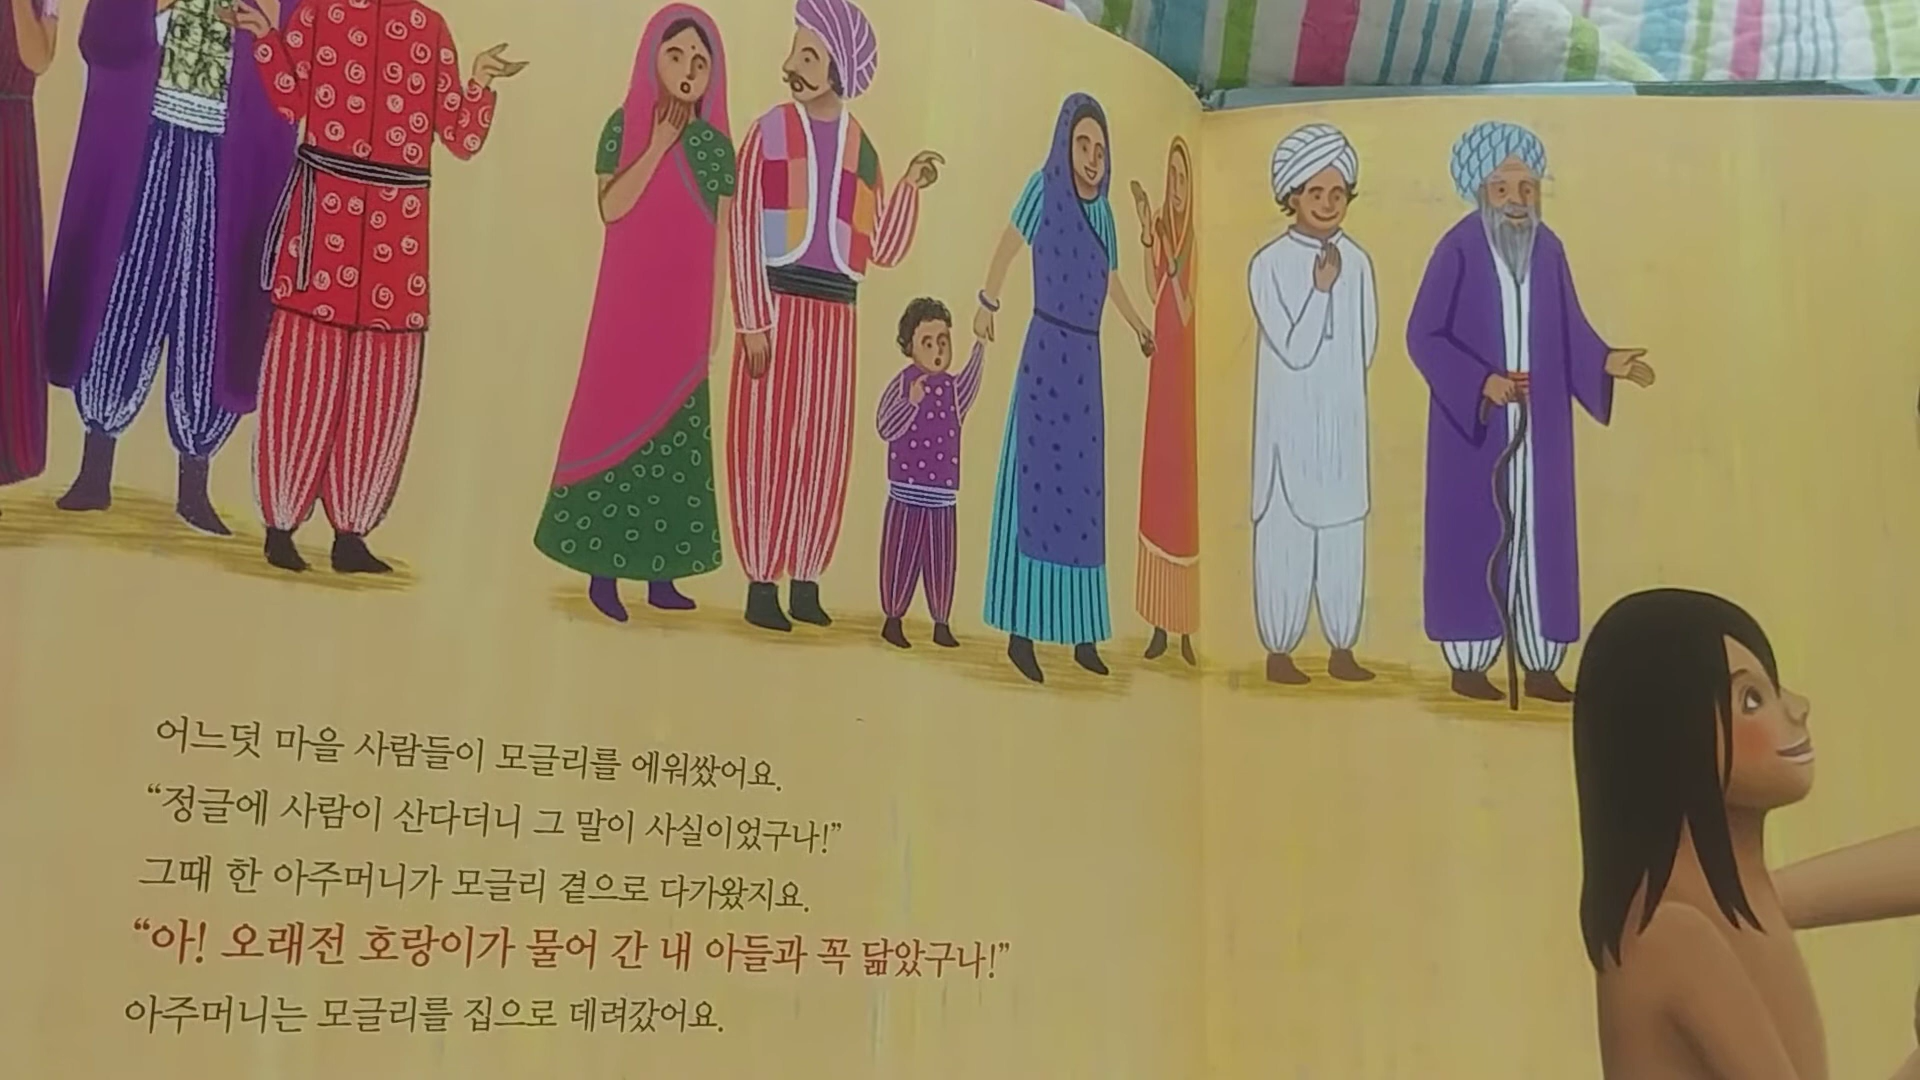 어느덧 마을 사람들이 모글리를 에워쌌어요.
“정글에 사람이 산다더니 그 말이 사실이었구나!”
그때 한 아주머니가 모글리 곁으로 다가왔지요.
“아! 오래전 호랑이가 물어 간 내 아들과 꼭 닮았구나!”
아주머니는 모글리를 집으로 데려갔어요.